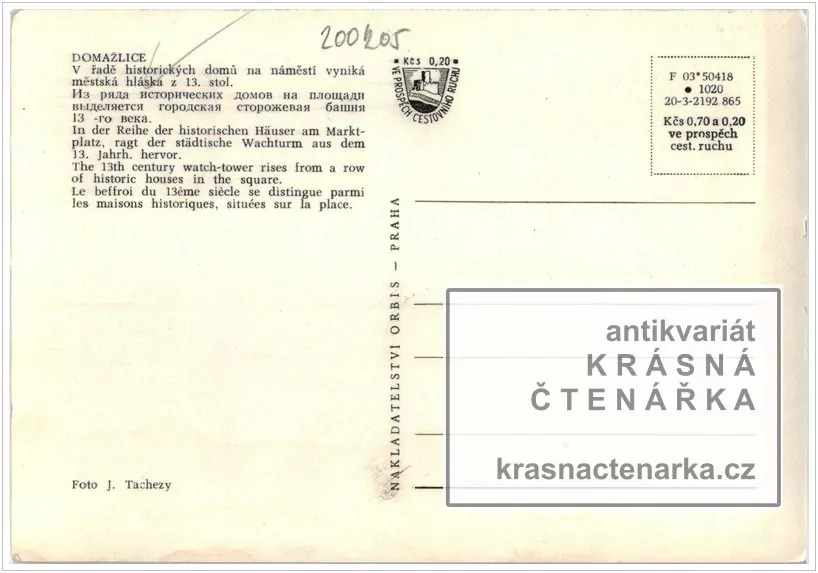 200205
DOMAŽLICE
V řadě historických domů na náměstí vyniká
městská hláska z 13. stol.
Из ряда исторических домов на площади
выделяется городская сторожевая башня
13 -го века.
In der Reihe der historischen Häuser am Markt-
platz, ragt der städtische Wachturm aus dem
13. Jahrh. hervor.
The 13th century watch-tower rises from a row
of historic houses in the square.
Le beffroi du 13ème siècle se distingue parmi
les maisons historiques, situées sur la place.
Foto J. Tachezy
NAKLADATELSTVÍ ORBIS – PRAHA
Kčs 0,20
VE PROSPĚCH CESTOVNÍHO RUCHU
F 03*50418
● 1020
20-3-2192 865
Kčs 0,70 a 0,20
ve prospěch
cest. ruchu
antikvariát
KRÁSNÁ
ČTENÁŘKA
krasnactenarka.cz